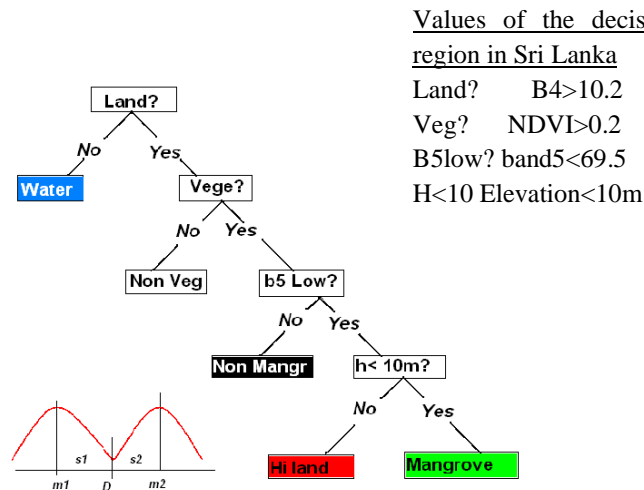 Values of the decis
region in Sri Lanka
Land? B4>10.2
Veg? NDVI>0.2
B5low? band5<69.5
H<10 Elevation<10m
Land?
No Yes
Water Vege?
No Yes
Non Veg b5 Low?
No Yes
Non Mangr h< 10m?
No Yes
Hi land Mangrove
s1 s2
m1 D m2